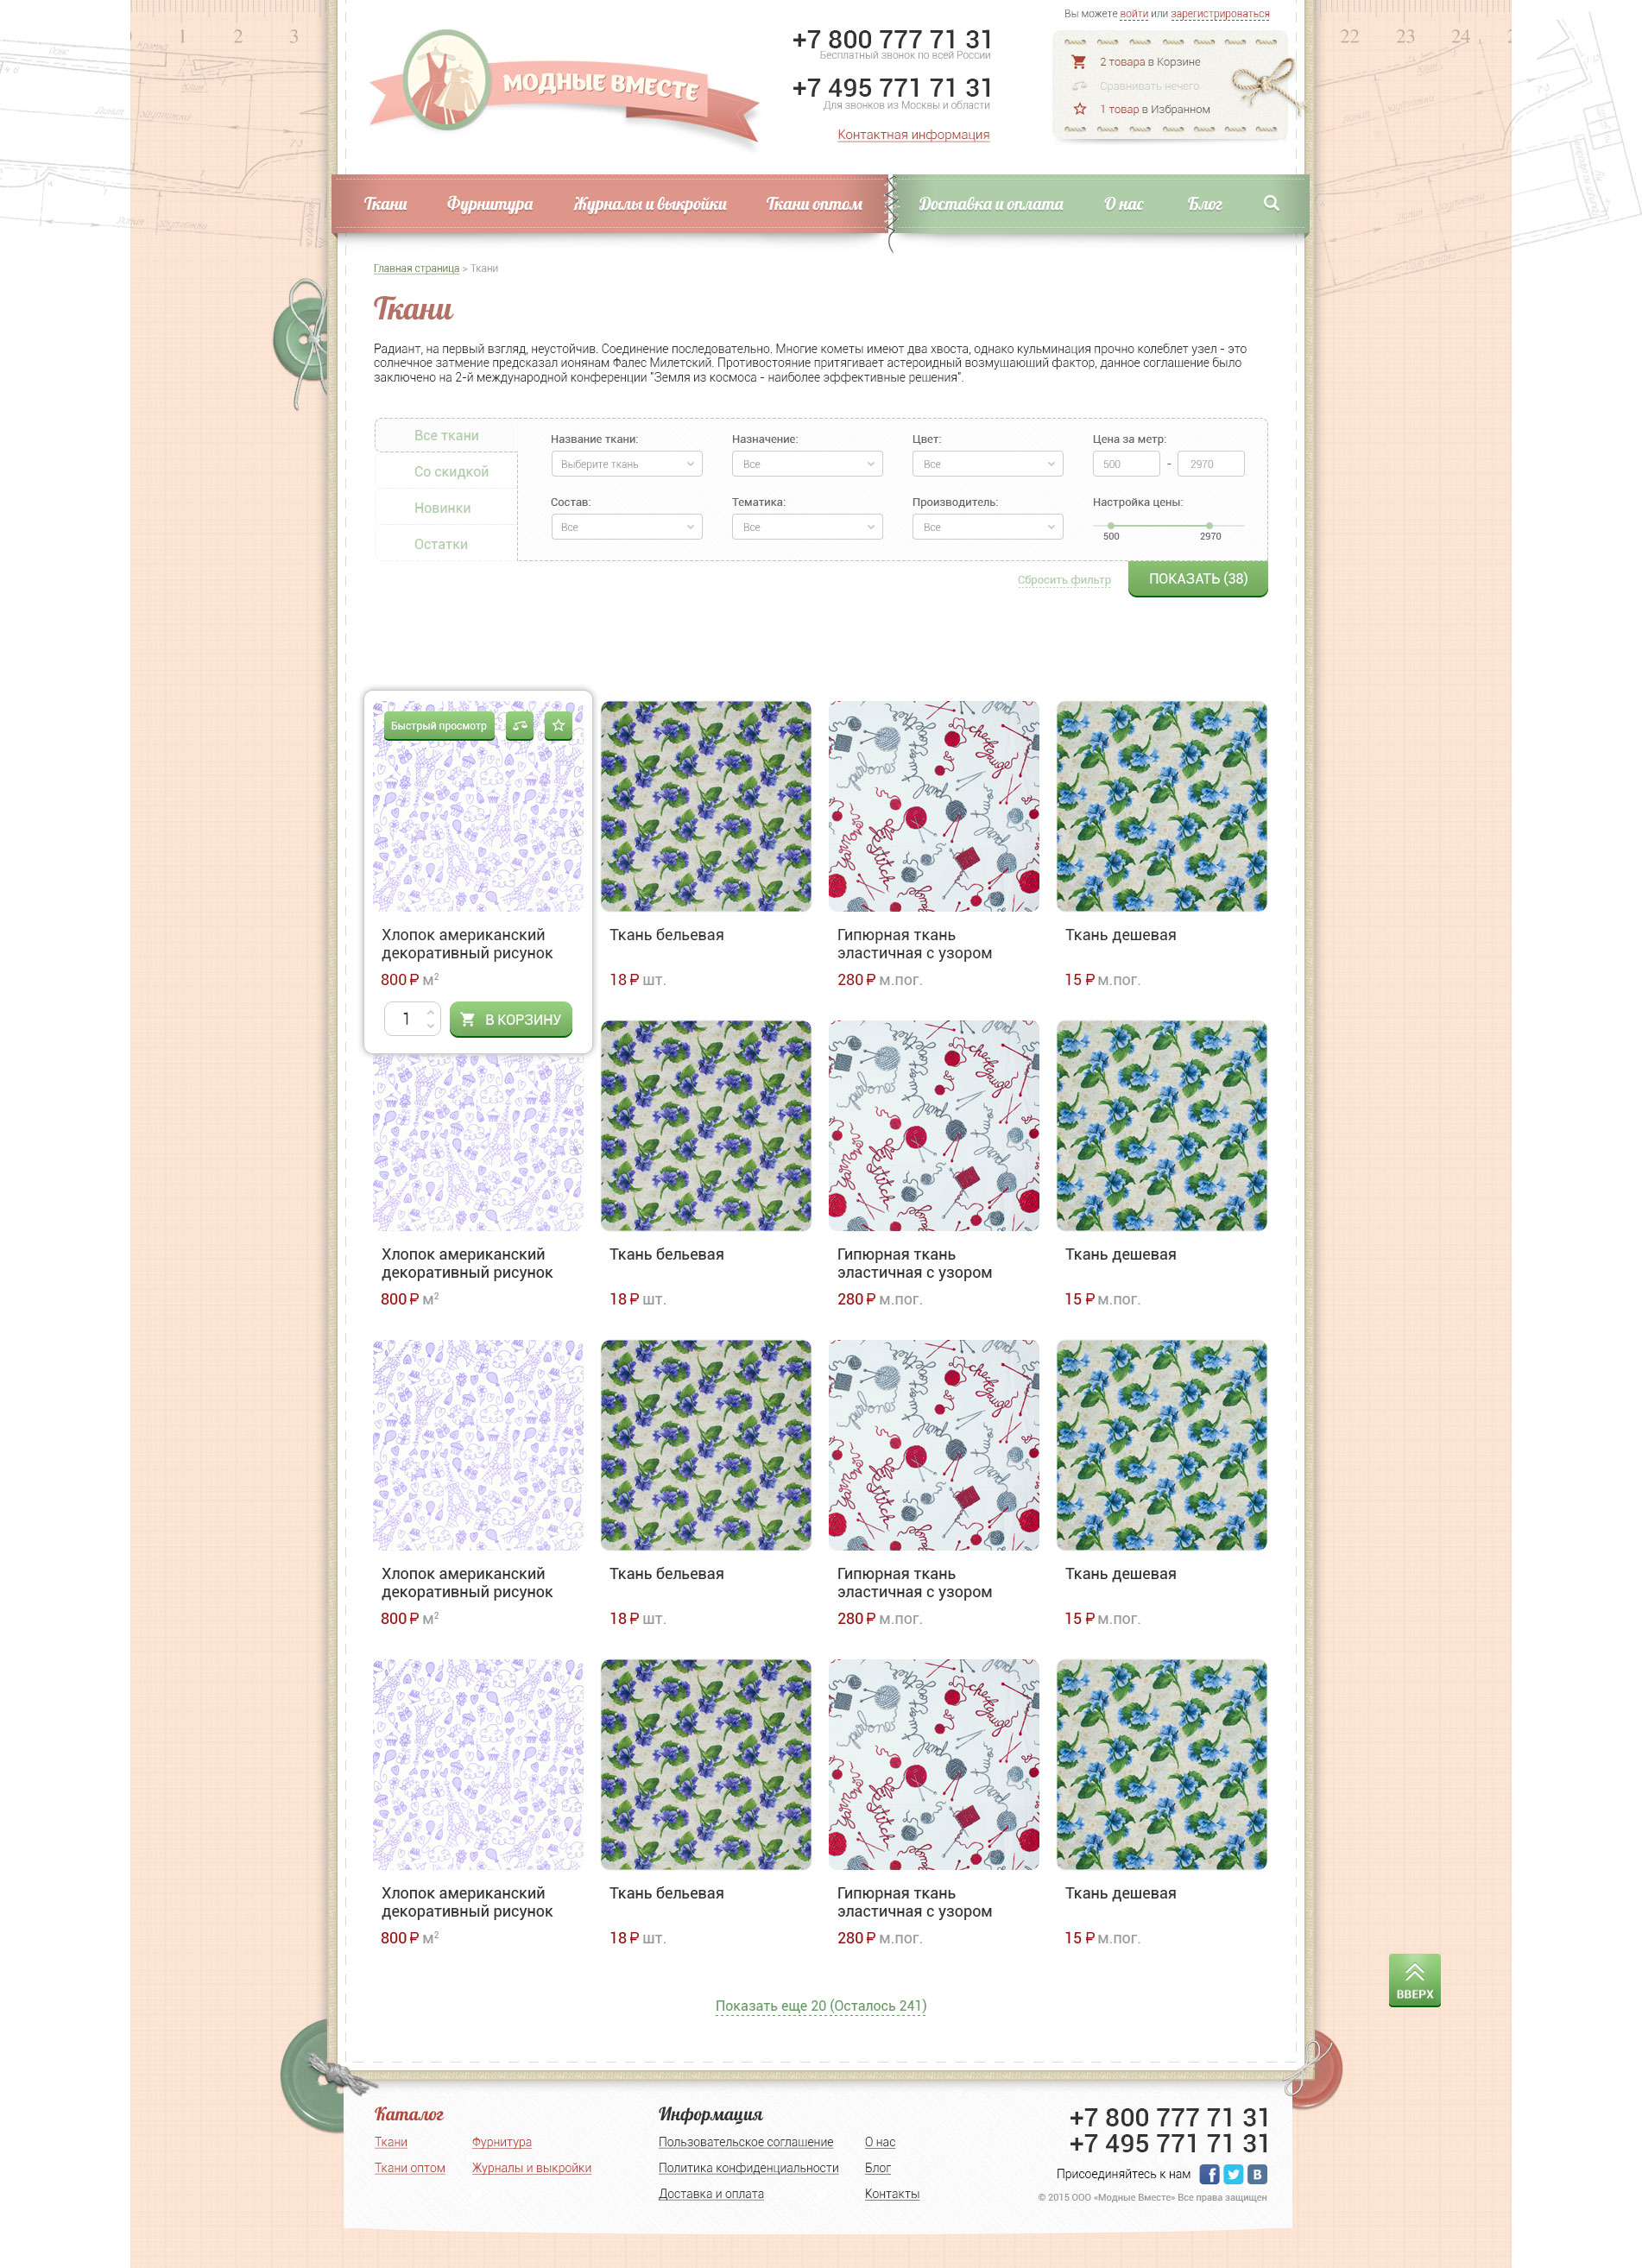 Вы можете войти или зарегистрироваться
1 2 3
22 23 24
МОДНЫЕ ВМЕСТЕ
+7 800 777 71 31
Бесплатный звонок по всей России
+7 495 771 71 31
Для звонков из Москвы и области
Контактная информация
2 товара в Корзине
Сравнивать нечего
1 товар в Избранном
Ткани Фурнитура Журналы и выкройки Ткани оптом Доставка и оплата О нас Блог
Главная страница > Ткани
Ткани
Радиант, на первый взгляд, неустойчив. Соединение последовательно. Многие кометы имеют два хвоста, однако кульминация прочно колеблет узел - это
солнечное затмение предсказал ионянам Фалес Милетский. Противостояние притягивает астероидный возмущающий фактор, данное соглашение было
заключено на 2-й международной конференции "Земля из космоса - наиболее эффективные решения".
Все ткани
Со скидкой
Новинки
Остатки
Название ткани: Назначение: Цвет: Цена за метр:
Выберите ткань Все Все 500 - 2970
Состав: Тематика: Производитель: Настройка цены:
Все Все Все
500 2970
Сбросить фильтр ПОКАЗАТЬ (38)
Быстрый просмотр
Хлопок американский Ткань бельевая Гипюрная ткань Ткань дешевая
декоративный рисунок эластичная с узором
800 ₽ м² 18 ₽ шт. 280 ₽ м.пог. 15 ₽ м.пог.
1 В КОРЗИНУ
Хлопок американский Ткань бельевая Гипюрная ткань Ткань дешевая
декоративный рисунок эластичная с узором
800 ₽ м² 18 ₽ шт. 280 ₽ м.пог. 15 ₽ м.пог.
Хлопок американский Ткань бельевая Гипюрная ткань Ткань дешевая
декоративный рисунок эластичная с узором
800 ₽ м² 18 ₽ шт. 280 ₽ м.пог. 15 ₽ м.пог.
Хлопок американский Ткань бельевая Гипюрная ткань Ткань дешевая
декоративный рисунок эластичная с узором
800 ₽ м² 18 ₽ шт. 280 ₽ м.пог. 15 ₽ м.пог.
ВВЕРХ
Показать еще 20 (Осталось 241)
Каталог
Ткани Фурнитура
Ткани оптом Журналы и выкройки
Информация
Пользовательское соглашение О нас
Политика конфиденциальности Блог
Доставка и оплата Контакты
+7 800 777 71 31
+7 495 771 71 31
Присоединяйтесь к нам
© 2015 ООО «Модные Вместе» Все права защищен